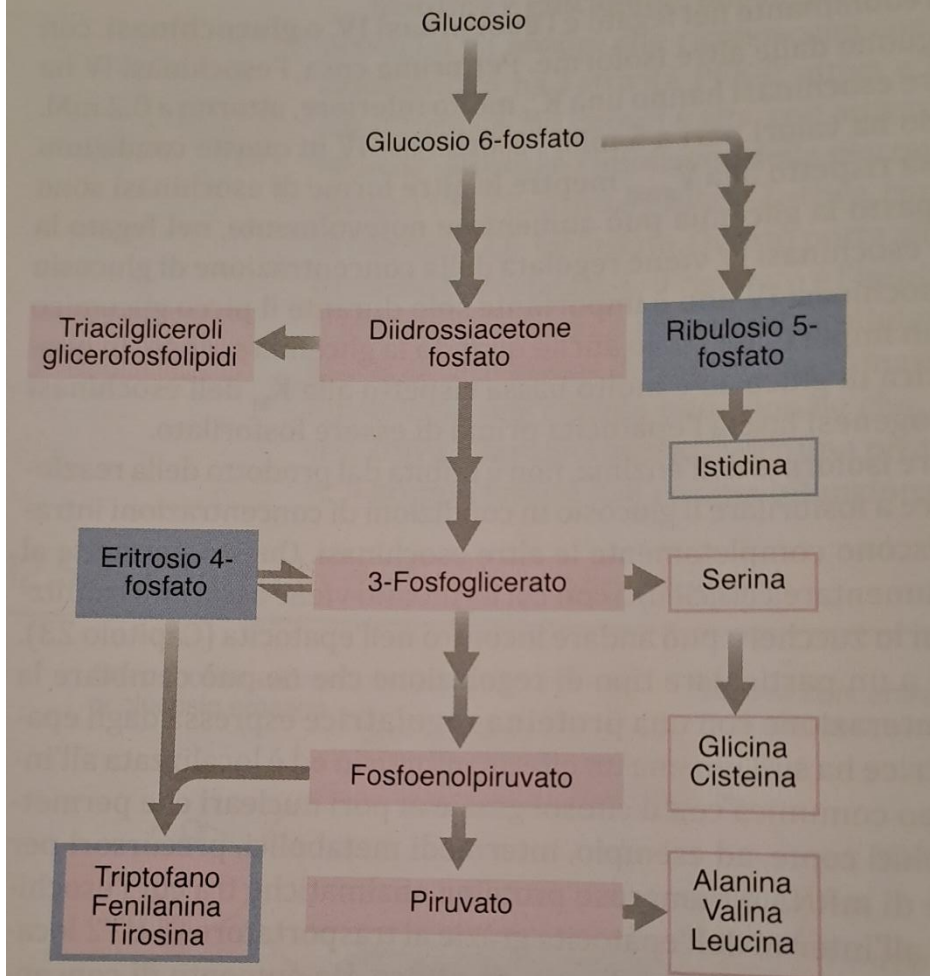 Glucosio
Glucosio 6-fosfato
Triacilgliceroli
glicerofosfolipidi
Diidrossiacetone
fosfato
Ribulosio 5-
fosfato
Istidina
Eritrosio 4-
fosfato
3-Fosfoglicerato
Serina
Glicina
Cisteina
Fosfoenolpiruvato
Triptofano
Fenilanina
Tirosina
Piruvato
Alanina
Valina
Leucina